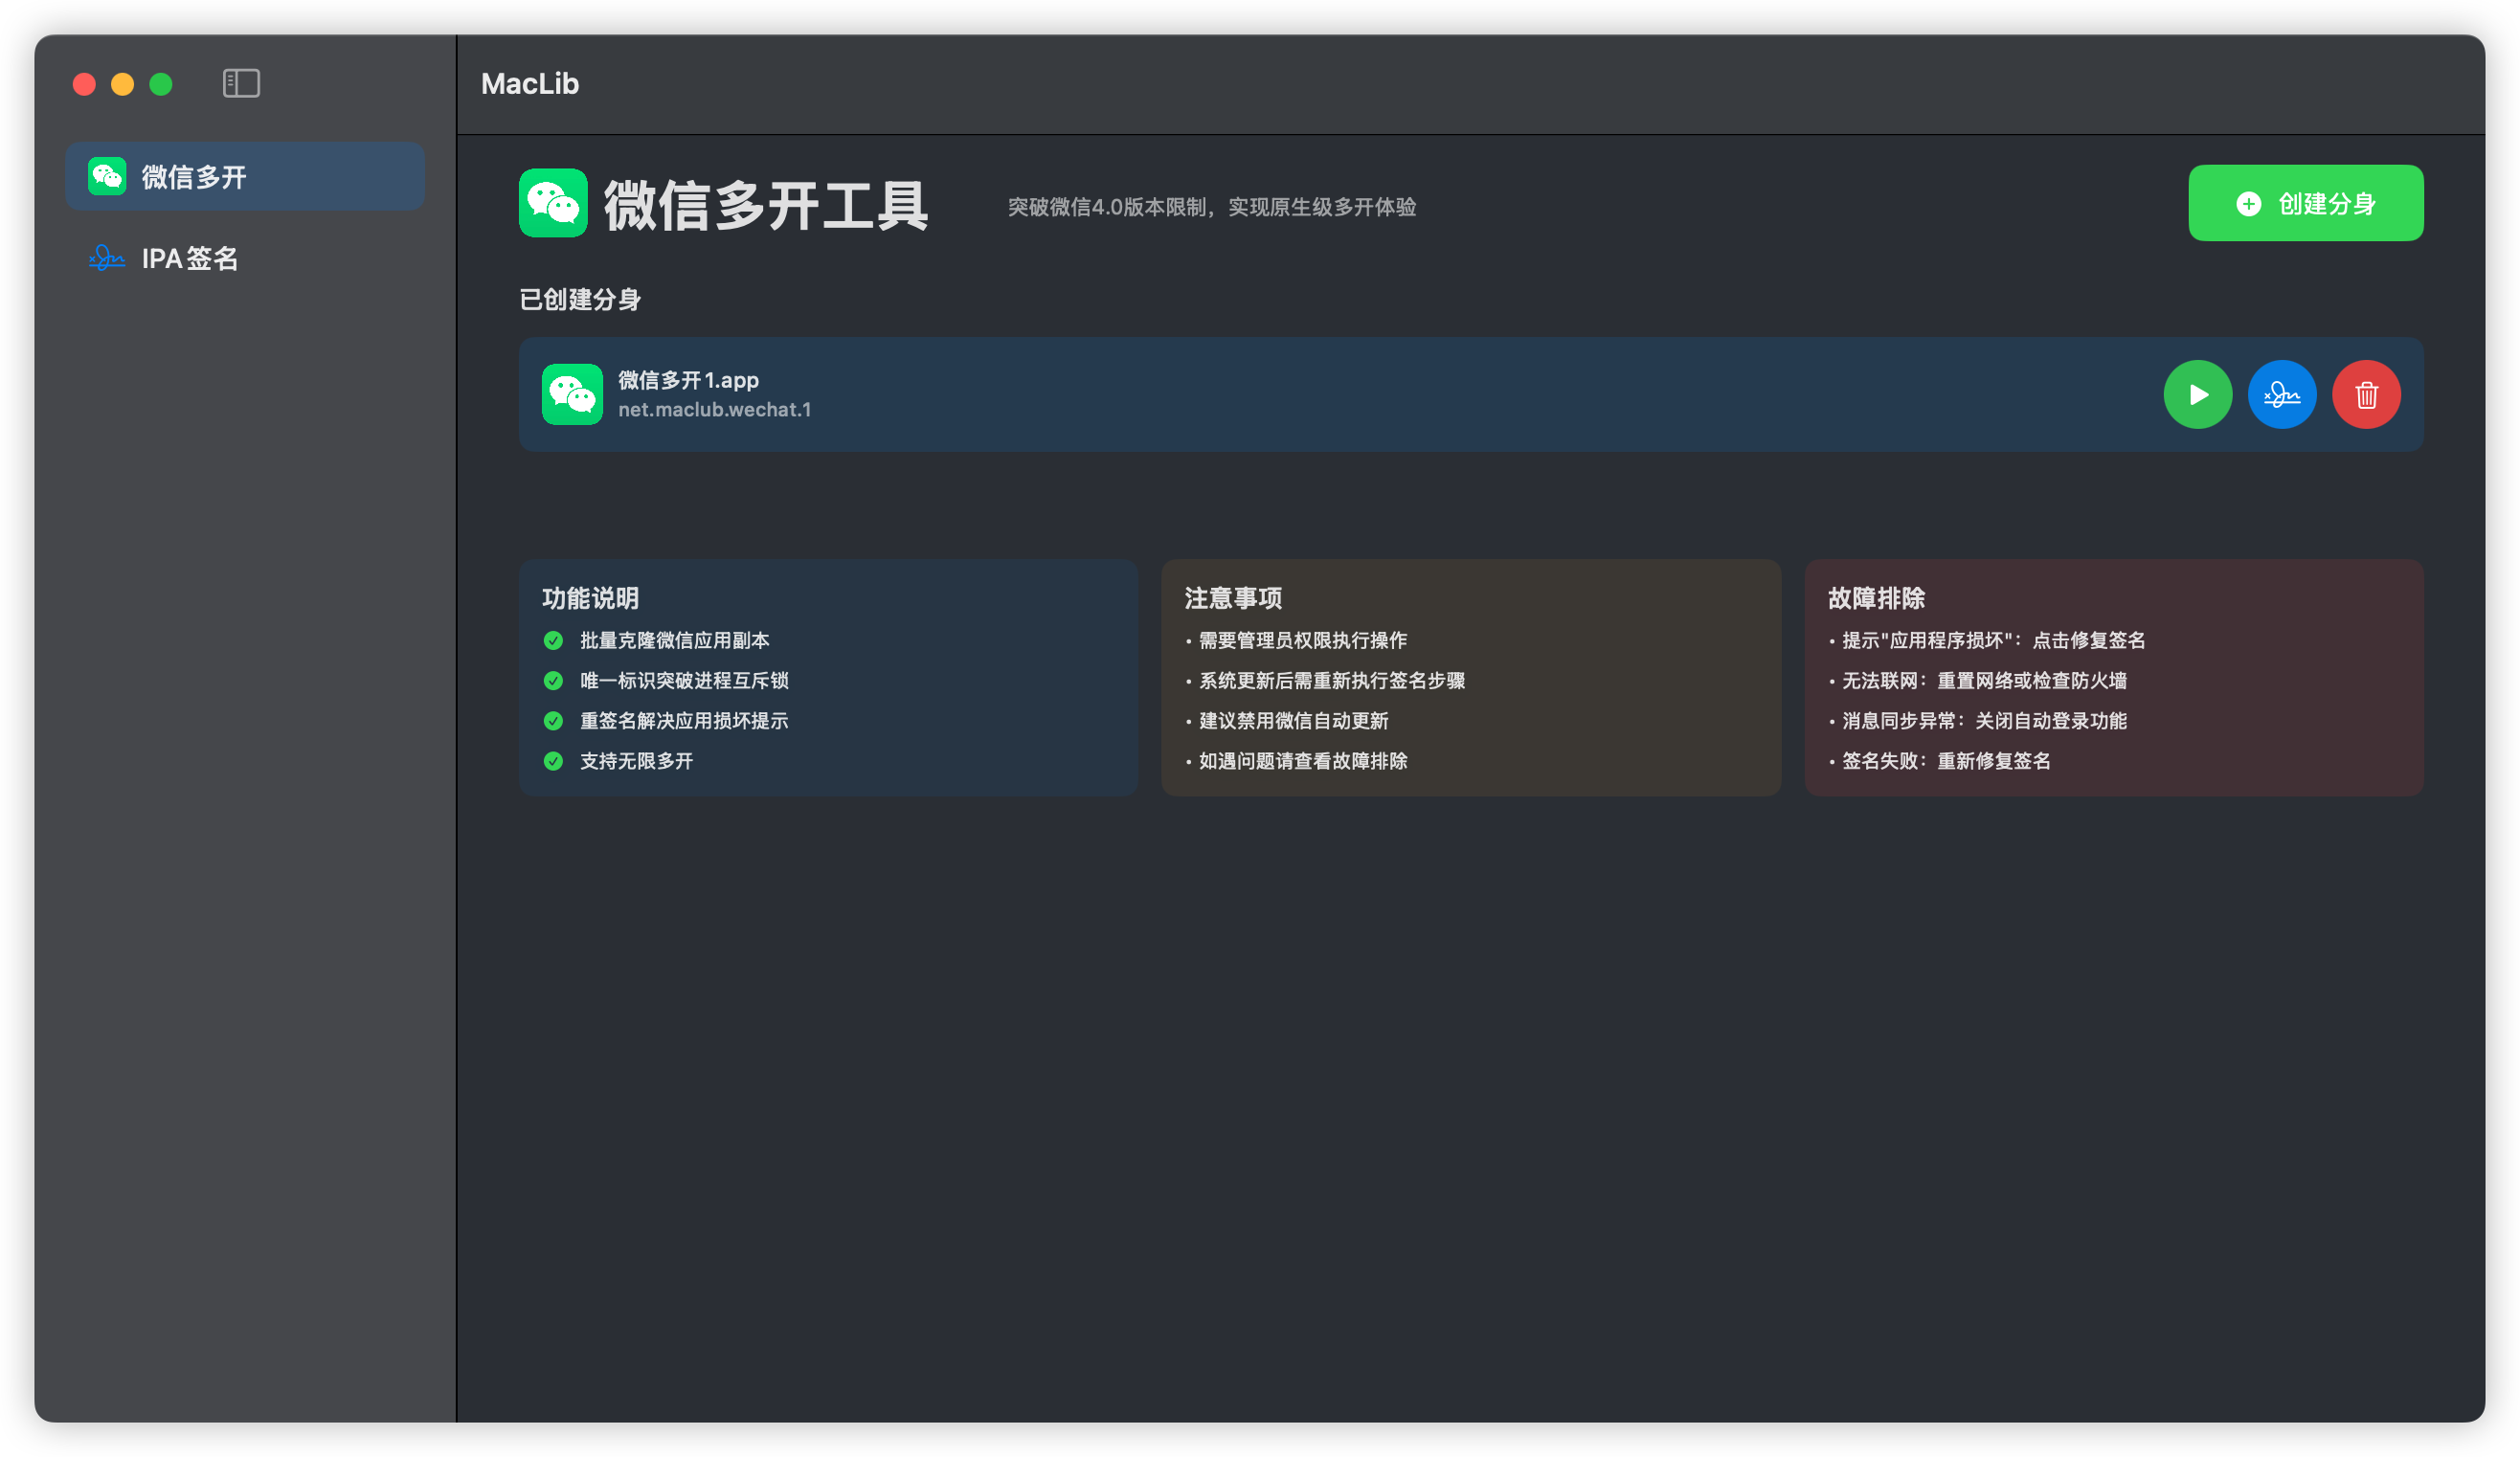 MacLib
微信多开
IPA签名
微信多开工具
突破微信4.0版本限制，实现原生级多开体验
创建分身
已创建分身
微信多开1.app
net.maclub.wechat.1
功能说明
批量克隆微信应用副本
唯一标识突破进程互斥锁
重签名解决应用损坏提示
支持无限多开
注意事项
• 需要管理员权限执行操作
• 系统更新后需重新执行签名步骤
• 建议禁用微信自动更新
• 如遇问题请查看故障排除
故障排除
• 提示"应用程序损坏"：点击修复签名
• 无法联网：重置网络或检查防火墙
• 消息同步异常：关闭自动登录功能
• 签名失败：重新修复签名